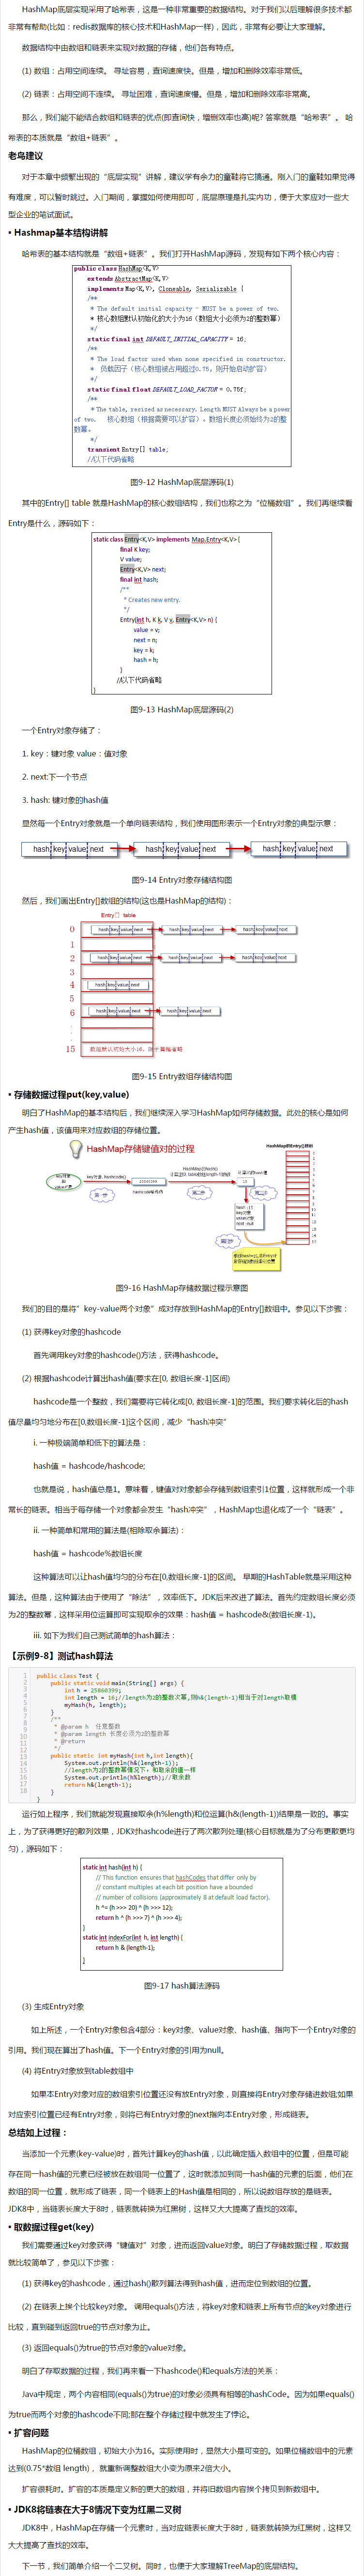 HashMap底层实现采用了哈希表，这是一种非常重要的数据结构。对于我们以后理解很多技术都
非常有帮助(比如：redis数据库的核心技术和HashMap一样)，因此，非常有必要让大家理解。
数据结构中由数组和链表来实现对数据的存储，他们各有特点。
(1) 数组：占用空间连续。 寻址容易，查询速度快。但是，增加和删除效率非常低。
(2) 链表：占用空间不连续。 寻址困难，查询速度慢。但是，增加和删除效率非常高。
那么，我们能不能结合数组和链表的优点(即查询快，增删效率也高)呢? 答案就是“哈希表”。 哈
希表的本质就是“数组+链表”。
老鸟建议
对于本章中频繁出现的“底层实现”讲解，建议学有余力的童鞋将它搞通。刚入门的童鞋如果觉得
有难度，可以暂时跳过。入门期间，掌握如何使用即可，底层原理是扎实内功，便于大家应对一些大
型企业的笔试面试。
• Hashmap基本结构讲解
哈希表的基本结构就是“数组+链表”。我们打开HashMap源码，发现有如下两个核心内容：
public class HashMap<K,V>
extends AbstractMap<K,V>
implements Map<K,V>, Cloneable, Serializable {
/**
* The default initial capacity - MUST be a power of two.
* 核心数组默认初始化的大小为16（数组大小必须为2的整数幂）
*/
static final int DEFAULT_INITIAL_CAPACITY = 16;
/**
* The load factor used when none specified in constructor.
* 负载因子（核心数组被占用超过0.75，则开始启动扩容）
*/
static final float DEFAULT_LOAD_FACTOR = 0.75f;
/**
* The table, resized as necessary. Length MUST Always be a power
of two. 核心数组（根据需要可以扩容）。数组长度必须始终为2的整
数幂。
*/
transient Entry[] table;
//以下代码省略
图9-12 HashMap底层源码(1)
其中的Entry[] table 就是HashMap的核心数组结构，我们也称之为“位桶数组”。我们再继续看
Entry是什么，源码如下：
static class Entry<K,V> implements Map.Entry<K,V> {
final K key;
V value;
Entry<K,V> next;
final int hash;
/**
* Creates new entry.
*/
Entry(int h, K k, V v, Entry<K,V> n) {
value = v;
next = n;
key = k;
hash = h;
}
//以下代码省略
}
图9-13 HashMap底层源码(2)
一个Entry对象存储了：
1. key：键对象 value：值对象
2. next:下一个节点
3. hash: 键对象的hash值
显然每一个Entry对象就是一个单向链表结构，我们使用图形表示一个Entry对象的典型示意：
hash key value next hash key value next hash key value next
图9-14 Entry对象存储结构图
然后，我们画出Entry[]数组的结构(这也是HashMap的结构)：
Entry[] table
0 hash key value next hash key value next hash key value next
1
2 hash key value next hash key value next hash key value next
3
4 hash key value next
5
6 hash key value next hash key value next
15
图9-15 Entry数组存储结构图
• 存储数据过程put(key,value)
明白了HashMap的基本结构后，我们继续深入学习HashMap如何存储数据。此处的核心是如何
产生hash值，该值用来对应数组的存储位置。
HashMap存储键值对的过程
图9-16 HashMap存储数据过程示意图
我们的目的是将”key-value两个对象”成对存放到HashMap的Entry[]数组中。参见以下步骤：
(1) 获得key对象的hashcode
首先调用key对象的hashcode()方法，获得hashcode。
(2) 根据hashcode计算出hash值(要求在[0, 数组长度-1]区间)
hashcode是一个整数，我们需要将它转化成[0, 数组长度-1]的范围。我们要求转化后的hash
值尽量均匀地分布在[0,数组长度-1]这个区间，减少“hash冲突”
i. 一种极端简单和低下的算法是：
hash值 = hashcode/hashcode;
也就是说，hash值总是1。意味着，键值对对象都会存储到数组索引1位置，这样就形成一个非
常长的链表。相当于每存储一个对象都会发生“hash冲突”，HashMap也退化成了一个“链表”。
ii. 一种简单和常用的算法是(相除取余算法)：
hash值 = hashcode%数组长度
这种算法可以让hash值均匀的分布在[0,数组长度-1]的区间。 早期的HashTable就是采用这种
算法。但是，这种算法由于使用了“除法”，效率低下。JDK后来改进了算法。首先约定数组长度必须
为2的整数幂，这样采用位运算即可实现取余的效果：hash值 = hashcode&(数组长度-1)。
iii. 如下为我们自己测试简单的hash算法：
【示例9-8】测试hash算法
public class Test {
public static void main(String[] args) {
int h = 25860399;
int length = 16;//length为2的整数次幂,则h&(length-1)相当于对length取模
myHash(h, length);
}
/**
* @param h 任意整数
* @param length 长度必须为2的整数幂
* @return
*/
public static int myHash(int h,int length){
System.out.println(h&(length-1));
//length为2的整数幂情况下，和取余的值一样
System.out.println(h%length);//取余数
return h&(length-1);
}
}
运行如上程序，我们就能发现直接取余(h%length)和位运算(h&(length-1))结果是一致的。事实
上，为了获得更好的散列效果，JDK对hashcode进行了两次散列处理(核心目标就是为了分布更散更均
匀)，源码如下：
static int hash(int h) {
// This function ensures that hashCodes that differ only by
// constant multiples at each bit position have a bounded
// number of collisions (approximately 8 at default load factor).
h ^= (h >>> 20) ^ (h >>> 12);
return h ^ (h >>> 7) ^ (h >>> 4);
}
static int indexFor(int h, int length) {
return h & (length-1);
}
图9-17 hash算法源码
(3) 生成Entry对象
如上所述，一个Entry对象包含4部分：key对象、value对象、hash值、指向下一个Entry对象的
引用。我们现在算出了hash值。下一个Entry对象的引用为null。
(4) 将Entry对象放到table数组中
如果本Entry对象对应的数组索引位置还没有放Entry对象，则直接将Entry对象存储进数组;如果
对应索引位置已经有Entry对象，则将已有Entry对象的next指向本Entry对象，形成链表。
总结如上过程：
当添加一个元素(key-value)时，首先计算key的hash值，以此确定插入数组中的位置，但是可能
存在同一hash值的元素已经被放在数组同一位置了，这时就添加到同一hash值的元素的后面，他们在
数组的同一位置，就形成了链表，同一个链表上的Hash值是相同的，所以说数组存放的是链表。
JDK8中，当链表长度大于8时，链表就转换为红黑树，这样又大大提高了查找的效率。
• 取数据过程get(key)
我们需要通过key对象获得“键值对”对象，进而返回value对象。明白了存储数据过程，取数据
就比较简单了，参见以下步骤：
(1) 获得key的hashcode，通过hash()散列算法得到hash值，进而定位到数组的位置。
(2) 在链表上挨个比较key对象。 调用equals()方法，将key对象和链表上所有节点的key对象进行
比较，直到碰到返回true的节点对象为止。
(3) 返回equals()为true的节点对象的value对象。
明白了存取数据的过程，我们再来看一下hashcode()和equals方法的关系：
Java中规定，两个内容相同(equals()为true)的对象必须具有相等的hashCode。因为如果equals()
为true而两个对象的hashcode不同;那在整个存储过程中就发生了悖论。
• 扩容问题
HashMap的位桶数组，初始大小为16。实际使用时，显然大小是可变的。如果位桶数组中的元素
达到(0.75*数组 length)， 就重新调整数组大小变为原来2倍大小。
扩容很耗时。扩容的本质是定义新的更大的数组，并将旧数组内容挨个拷贝到新数组中。
• JDK8将链表在大于8情况下变为红黑二叉树
JDK8中，HashMap在存储一个元素时，当对应链表长度大于8时，链表就转换为红黑树，这样又
大大提高了查找的效率。
下一节，我们简单介绍一个二叉树。同时，也便于大家理解TreeMap的底层结构。